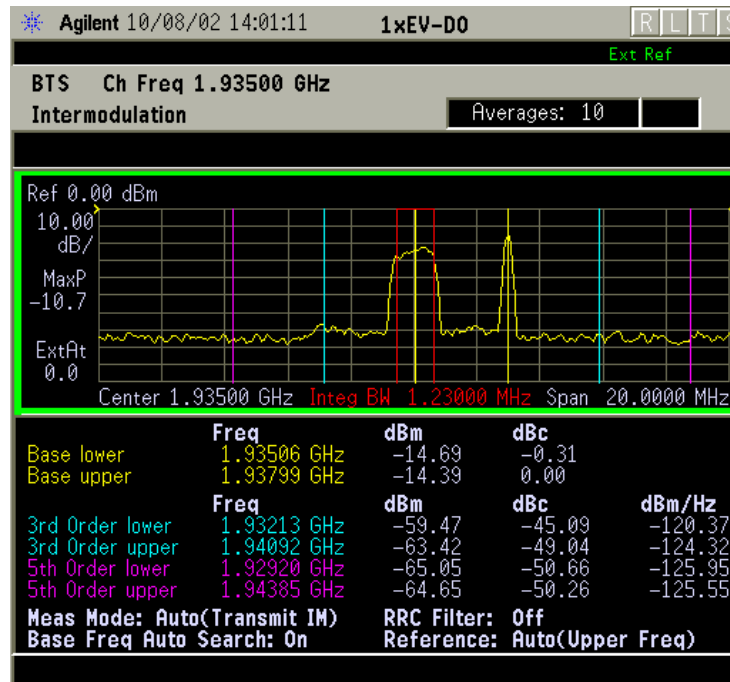 Agilent 10/08/02 14:01:11 1xEV-DO R L T S
Ext Ref
BTS Ch Freq 1.93500 GHz
Intermodulation Averages: 10
Ref 0.00 dBm
10.00
dB/
MaxP
-10.7
ExtAt
0.0
Center 1.93500 GHz Integ BW 1.23000 MHz Span 20.0000 MHz
Freq dBm dBc
Base lower 1.93506 GHz -14.69 -0.31
Base upper 1.93799 GHz -14.39 0.00
Freq dBm dBc dBm/Hz
3rd Order lower 1.93213 GHz -59.47 -45.09 -120.37
3rd Order upper 1.94092 GHz -63.42 -49.04 -124.32
5th Order lower 1.92920 GHz -65.05 -50.66 -125.95
5th Order upper 1.94385 GHz -64.65 -50.26 -125.55
Meas Mode: Auto(Transmit IM) RRC Filter: Off
Base Freq Auto Search: On Reference: Auto(Upper Freq)